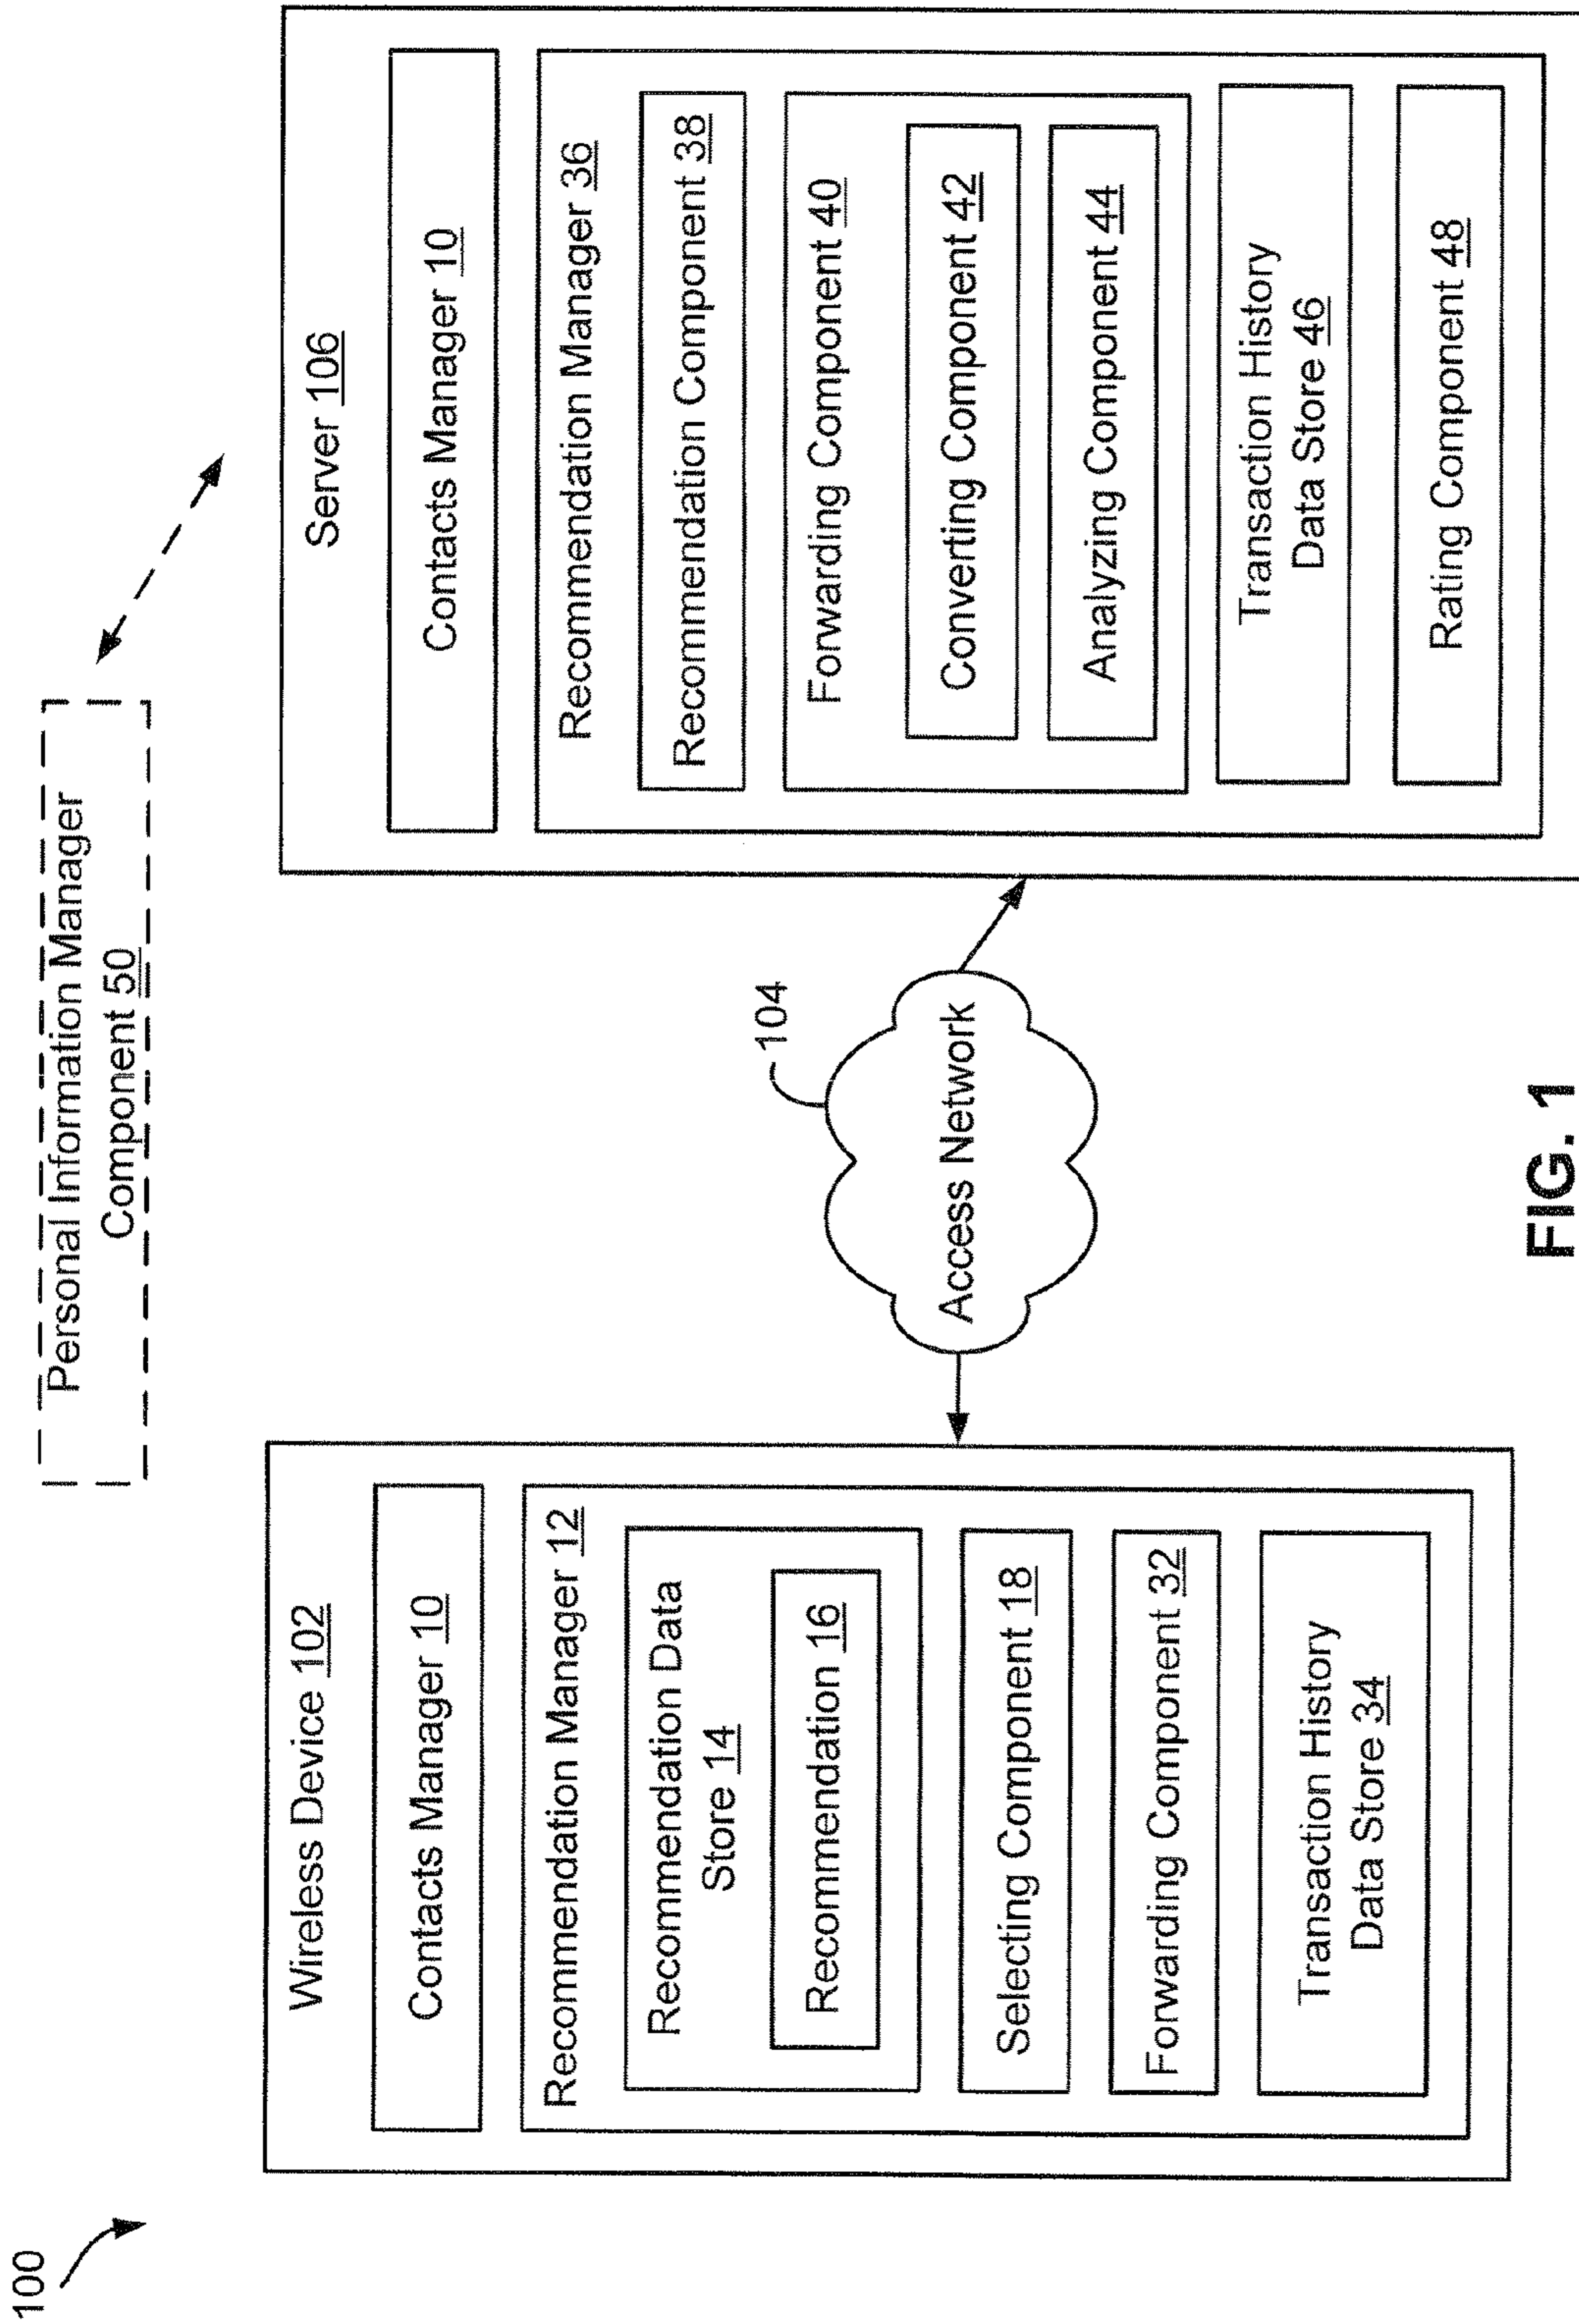 100
Personal Information Manager
Component 50
Wireless Device 102
Contacts Manager 10
Recommendation Manager 12
Recommendation Data
Store 14
Recommendation 16
Selecting Component 18
Forwarding Component 32
Transaction History
Data Store 34
104
Access Network
Server 106
Contacts Manager 10
Recommendation Manager 36
Recommendation Component 38
Forwarding Component 40
Converting Component 42
Analyzing Component 44
Transaction History
Data Store 46
Rating Component 48
FIG. 1